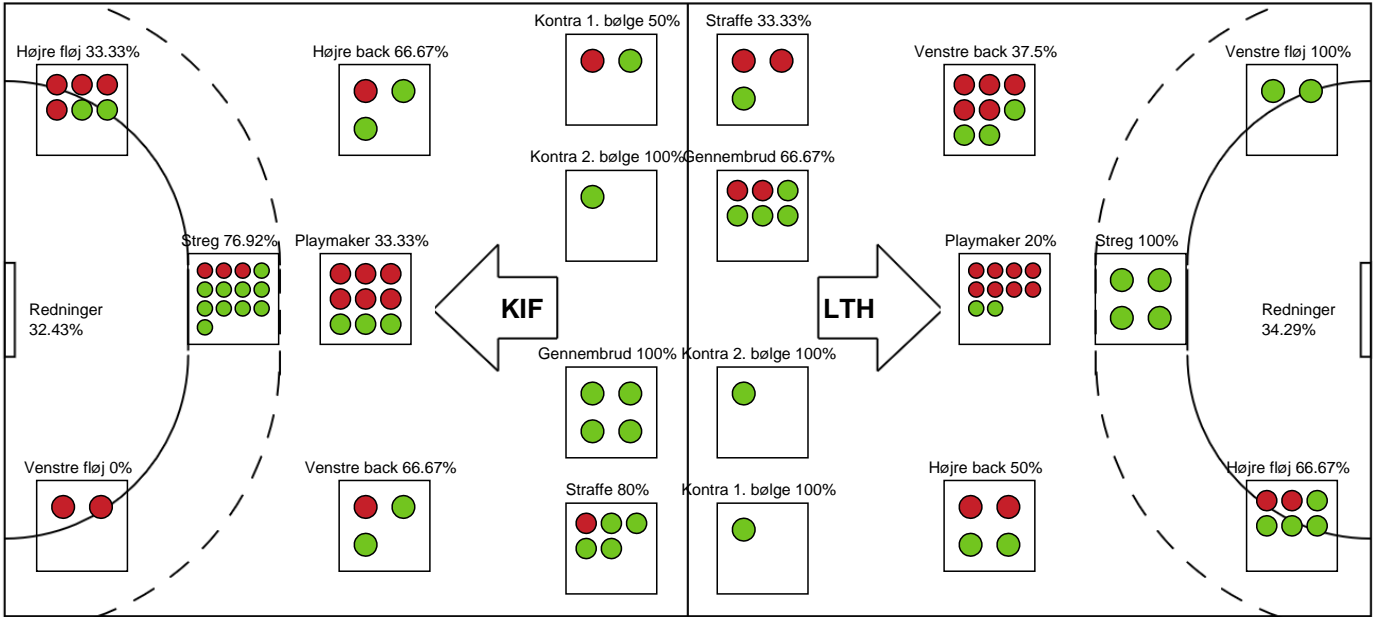 Kontra 1. bølge 50%
Straffe 33.33%
Højre fløj 33.33%
Højre back 66.67%
Venstre back 37.5%
Venstre fløj 100%
Kontra 2. bølge 100%
Gennembrud 66.67%
Streg 76.92%
Playmaker 33.33%
Playmaker 20%
Streg 100%
Redninger
32.43%
KIF
LTH
Redninger
34.29%
Gennembrud 100%
Kontra 2. bølge 100%
Venstre fløj 0%
Venstre back 66.67%
Straffe 80%
Kontra 1. bølge 100%
Højre back 50%
Højre fløj 66.67%